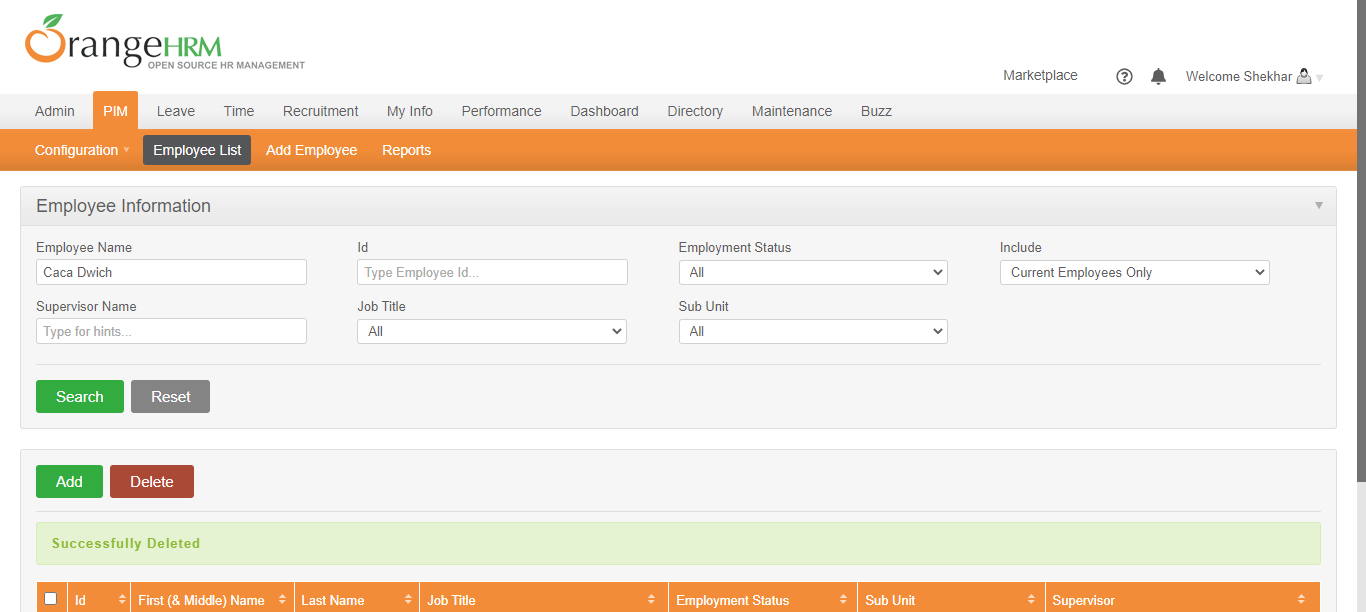 OrangeHRM
OPEN SOURCE HR MANAGEMENT
Marketplace
Welcome Shekhar
Admin PIM Leave Time Recruitment My Info Performance Dashboard Directory Maintenance Buzz
Configuration Employee List Add Employee Reports
Employee Information
Employee Name Id Employment Status Include
Caca Dwich Type Employee Id... All Current Employees Only
Supervisor Name Job Title Sub Unit
Type for hints... All All
Search Reset
Add Delete
Successfully Deleted
Id First (& Middle) Name Last Name Job Title Employment Status Sub Unit Supervisor